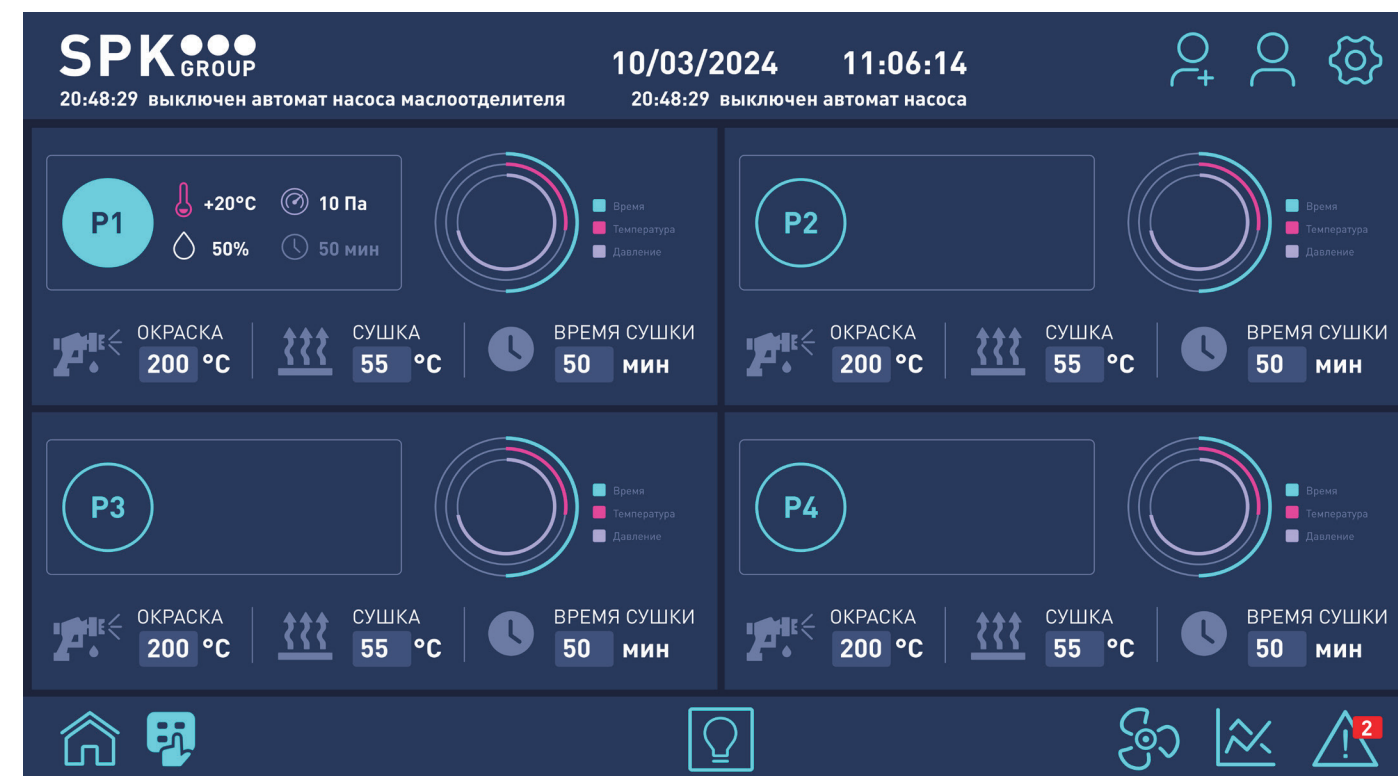 SPK GROUP
10/03/2024 11:06:14
20:48:29 выключен автомат насоса маслоотделителя 20:48:29 выключен автомат насоса
P1
+20°C 10 Па
50% 50 мин
Время
Температура
Давление
ОКРАСКА СУШКА ВРЕМЯ СУШКИ
200 °C 55 °C 50 мин
P2
Время
Температура
Давление
ОКРАСКА СУШКА ВРЕМЯ СУШКИ
200 °C 55 °C 50 мин
P3
Время
Температура
Давление
ОКРАСКА СУШКА ВРЕМЯ СУШКИ
200 °C 55 °C 50 мин
P4
Время
Температура
Давление
ОКРАСКА СУШКА ВРЕМЯ СУШКИ
200 °C 55 °C 50 мин
2